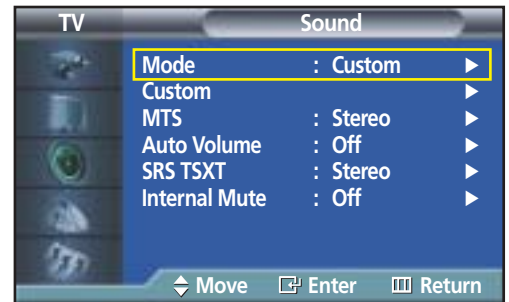 TV Sound
Mode : Custom
Custom
MTS : Stereo
Auto Volume : Off
SRS TSXT : Stereo
Internal Mute : Off
Move Enter Return